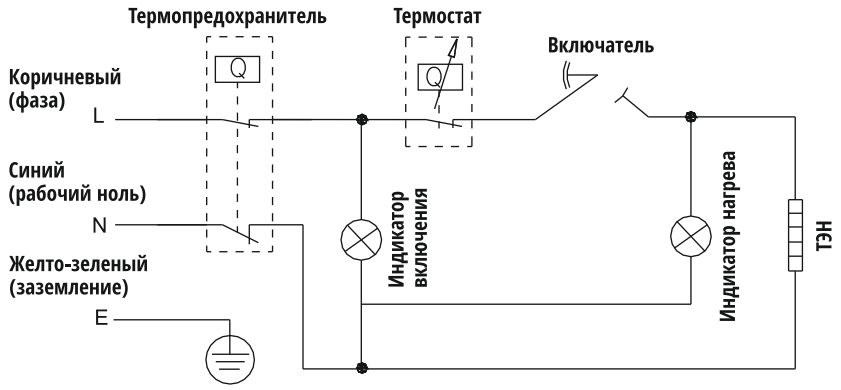 Термопредохранитель
Термостат
Включатель
Q
Q
Коричневый
(фаза)
L
Синий
(рабочий ноль)
N
Желто-зеленый
(заземление)
E
Индикатор
включения
Индикатор нагрева
ТЭН